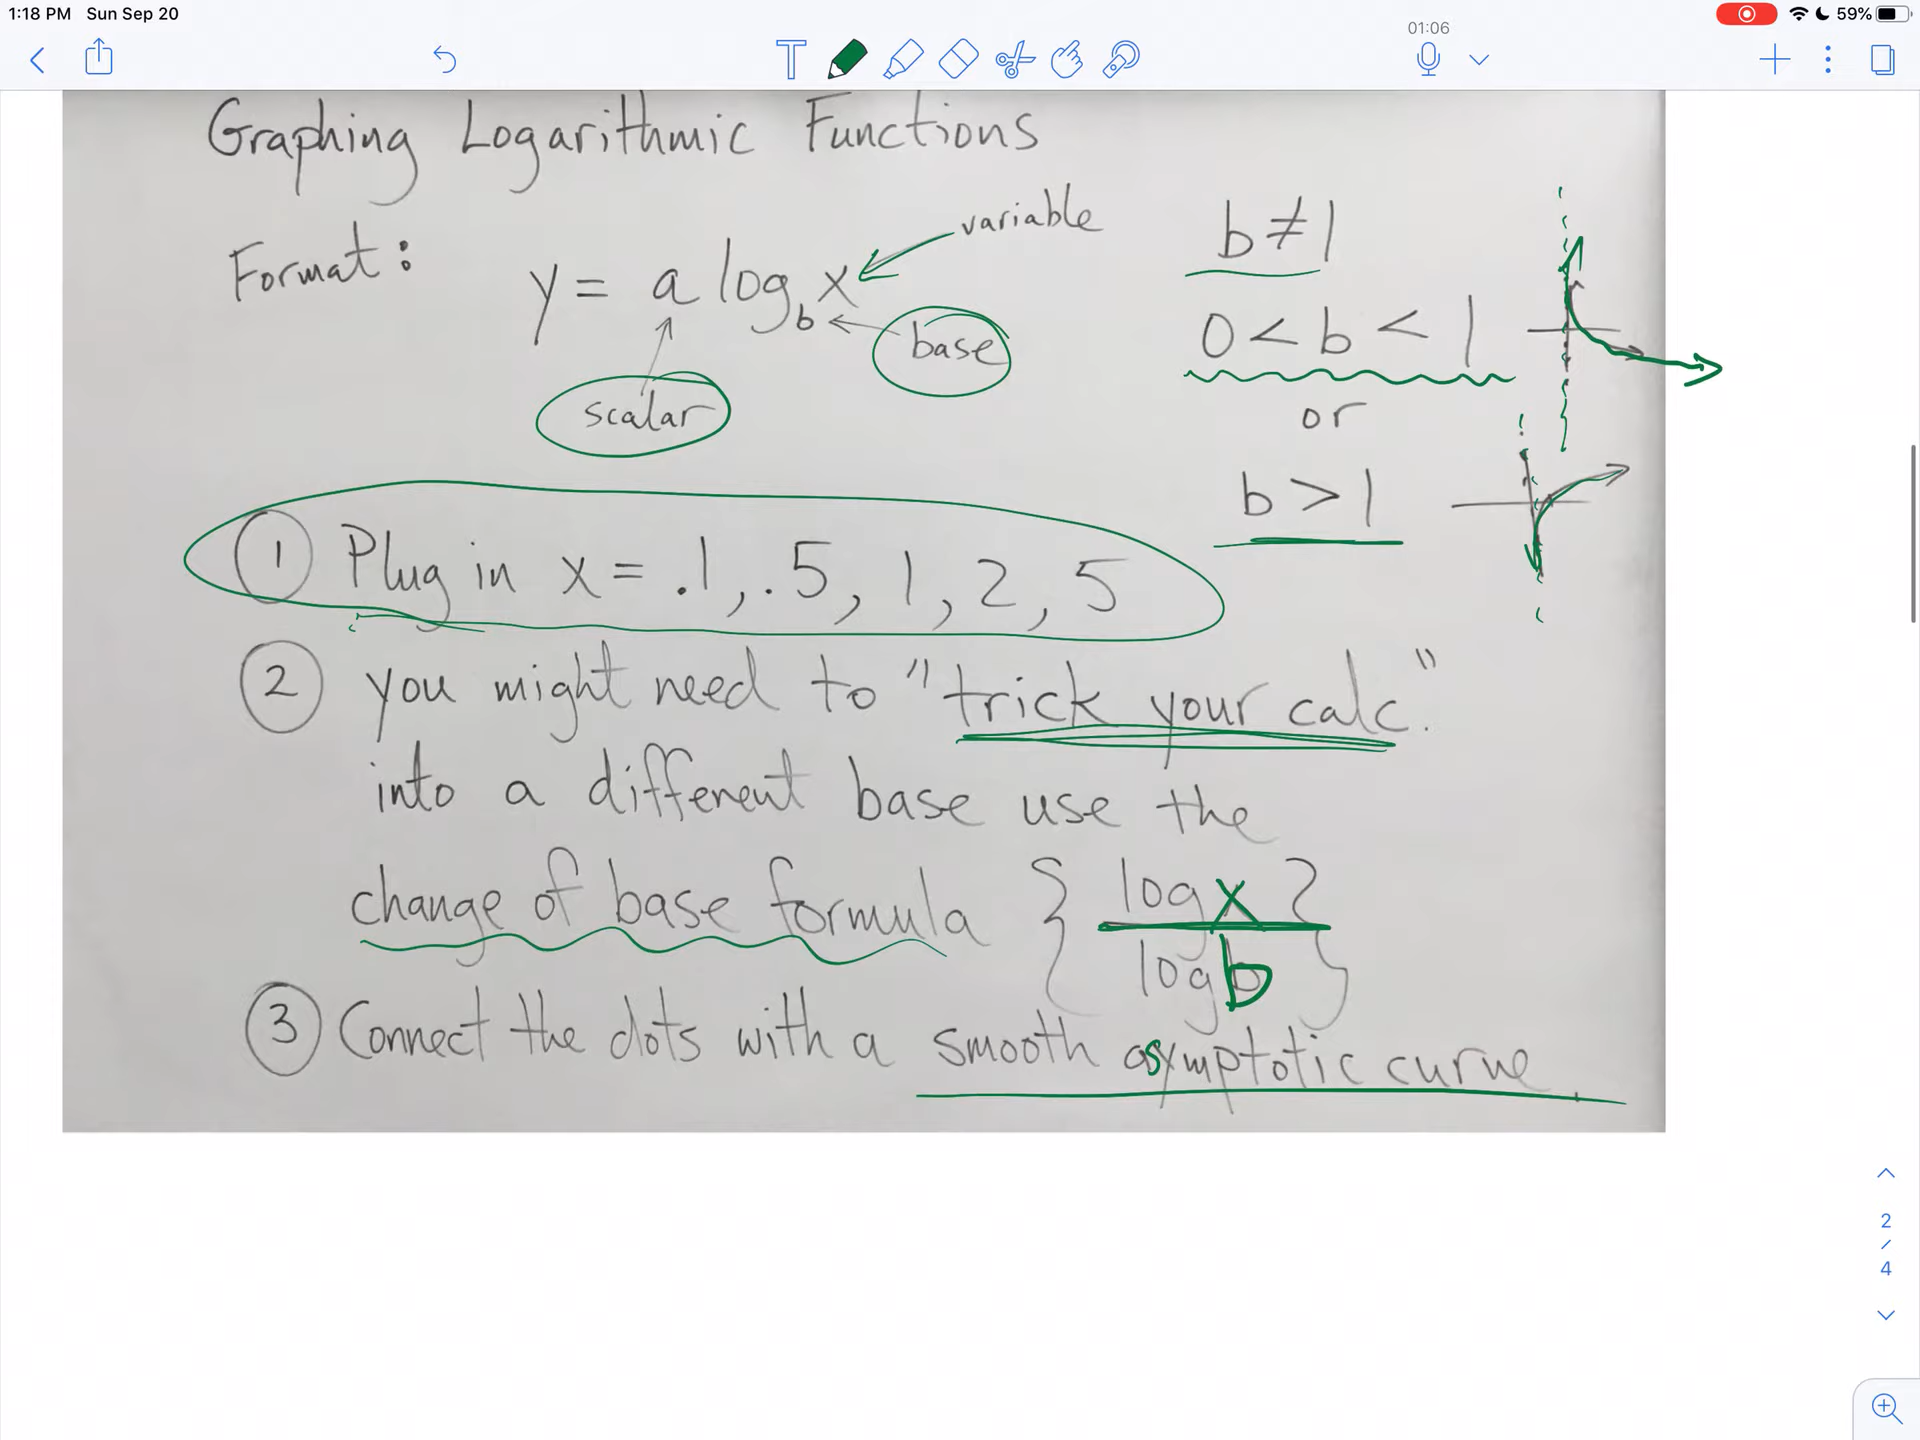 1:18 PM Sun Sep 20
59%
01:06
Graphing Logarithmic Functions
variable
Format: y = a log_b x
base
scalar
b ≠ 1
0 < b < 1
or
b > 1
① Plug in x = .1, .5, 1, 2, 5
② you might need to "trick your calc."
into a different base use the
change of base formula { log x / log b }
③ Connect the dots with a smooth asymptotic curve.
2
/
4